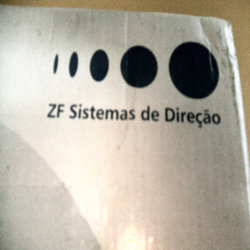 ZF Sistemas de Direção